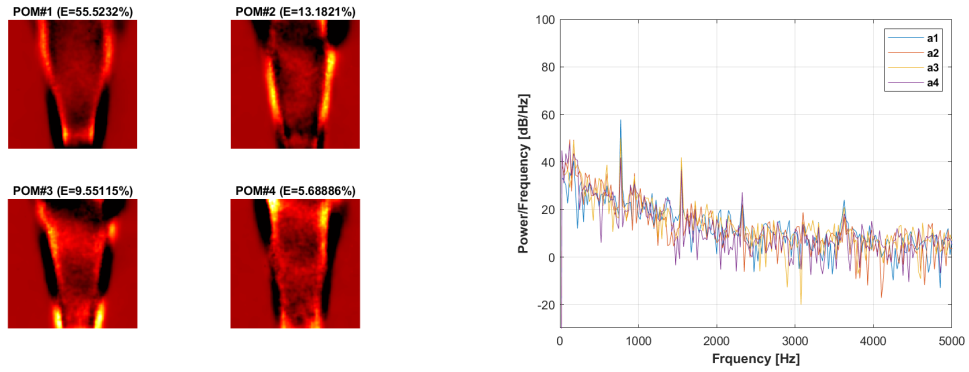 POM#1 (E=55.5232%)
POM#2 (E=13.1821%)
POM#3 (E=9.55115%)
POM#4 (E=5.68886%)
100
80
60
40
20
0
-20
Power/Frequency [dB/Hz]
a1
a2
a3
a4
0 1000 2000 3000 4000 5000
Frquency [Hz]